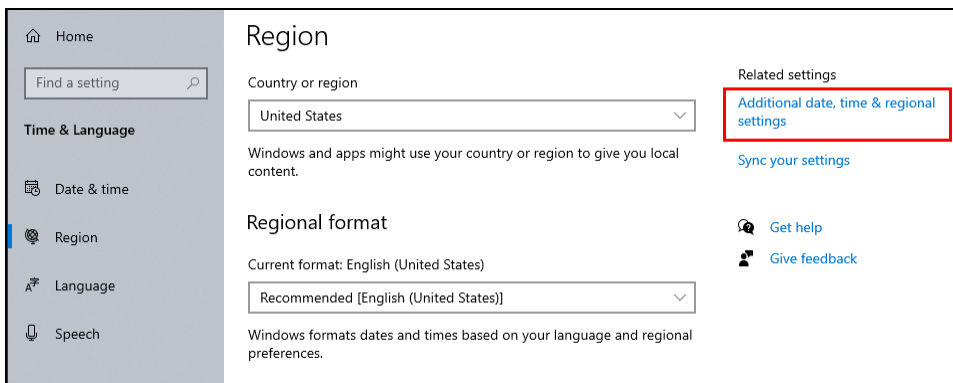 Home
Find a setting
Time & Language
Date & time
Region
Language
Speech
Region
Country or region
United States
Windows and apps might use your country or region to give you local
content.
Regional format
Current format: English (United States)
Recommended [English (United States)]
Windows formats dates and times based on your language and regional
preferences.
Related settings
Additional date, time & regional
settings
Sync your settings
Get help
Give feedback